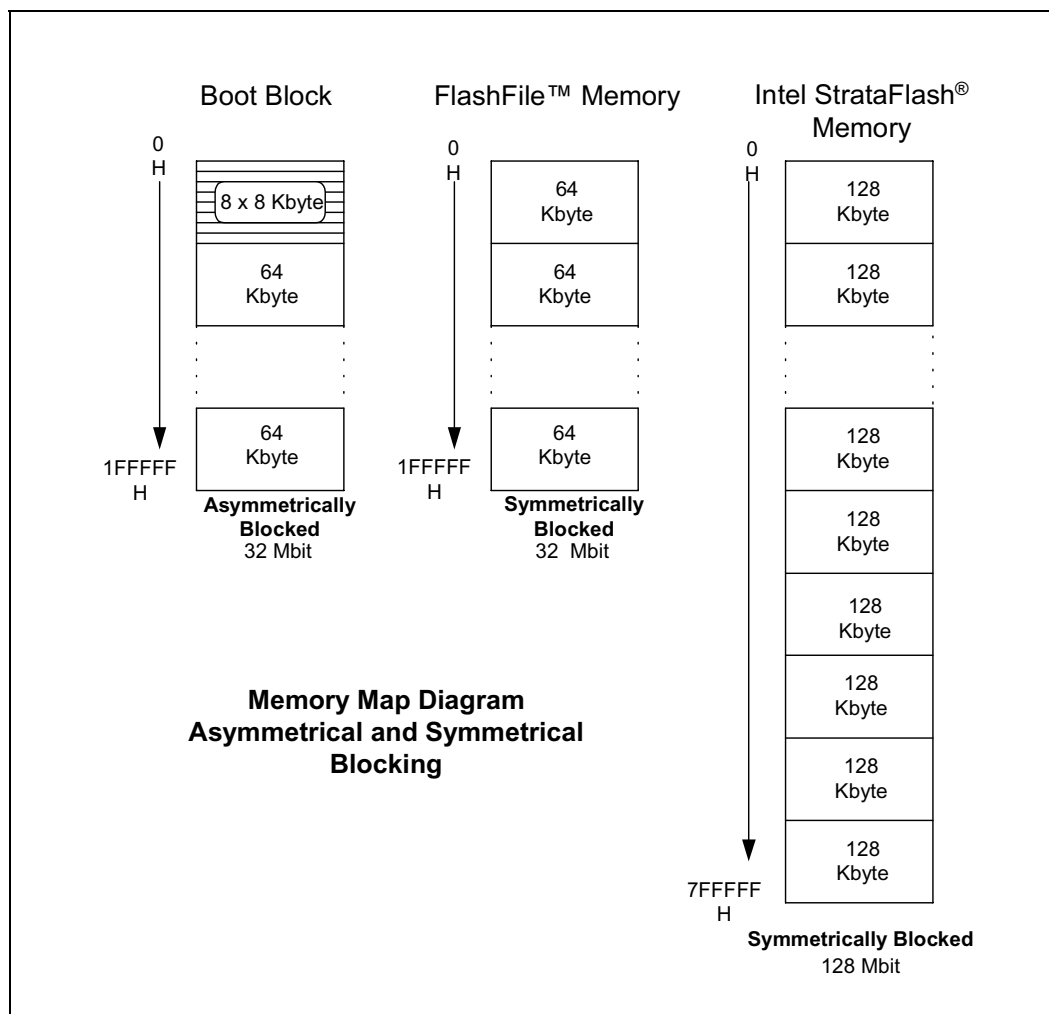 Boot Block
0
H
8 x 8 Kbyte
64
Kbyte
64
Kbyte
1FFFFF
H
Asymmetrically
Blocked
32 Mbit
FlashFile™ Memory
0
H
64
Kbyte
64
Kbyte
64
Kbyte
1FFFFF
H
Symmetrically
Blocked
32 Mbit
Intel StrataFlash®
Memory
0
H
128
Kbyte
128
Kbyte
128
Kbyte
128
Kbyte
128
Kbyte
128
Kbyte
128
Kbyte
128
Kbyte
7FFFFF
H
Symmetrically Blocked
128 Mbit
Memory Map Diagram
Asymmetrical and Symmetrical
Blocking